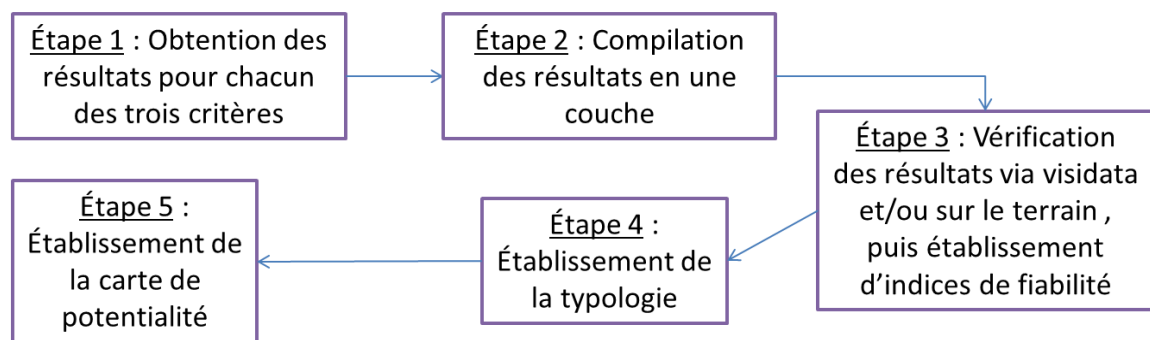 Étape 1 : Obtention des
résultats pour chacun
des trois critères
Étape 2 : Compilation
des résultats en une
couche
Étape 3 : Vérification
des résultats via visidata
et/ou sur le terrain ,
puis établissement
d’indices de fiabilité
Étape 4 :
Établissement de
la typologie
Étape 5 :
Établissement de
la carte de
potentialité